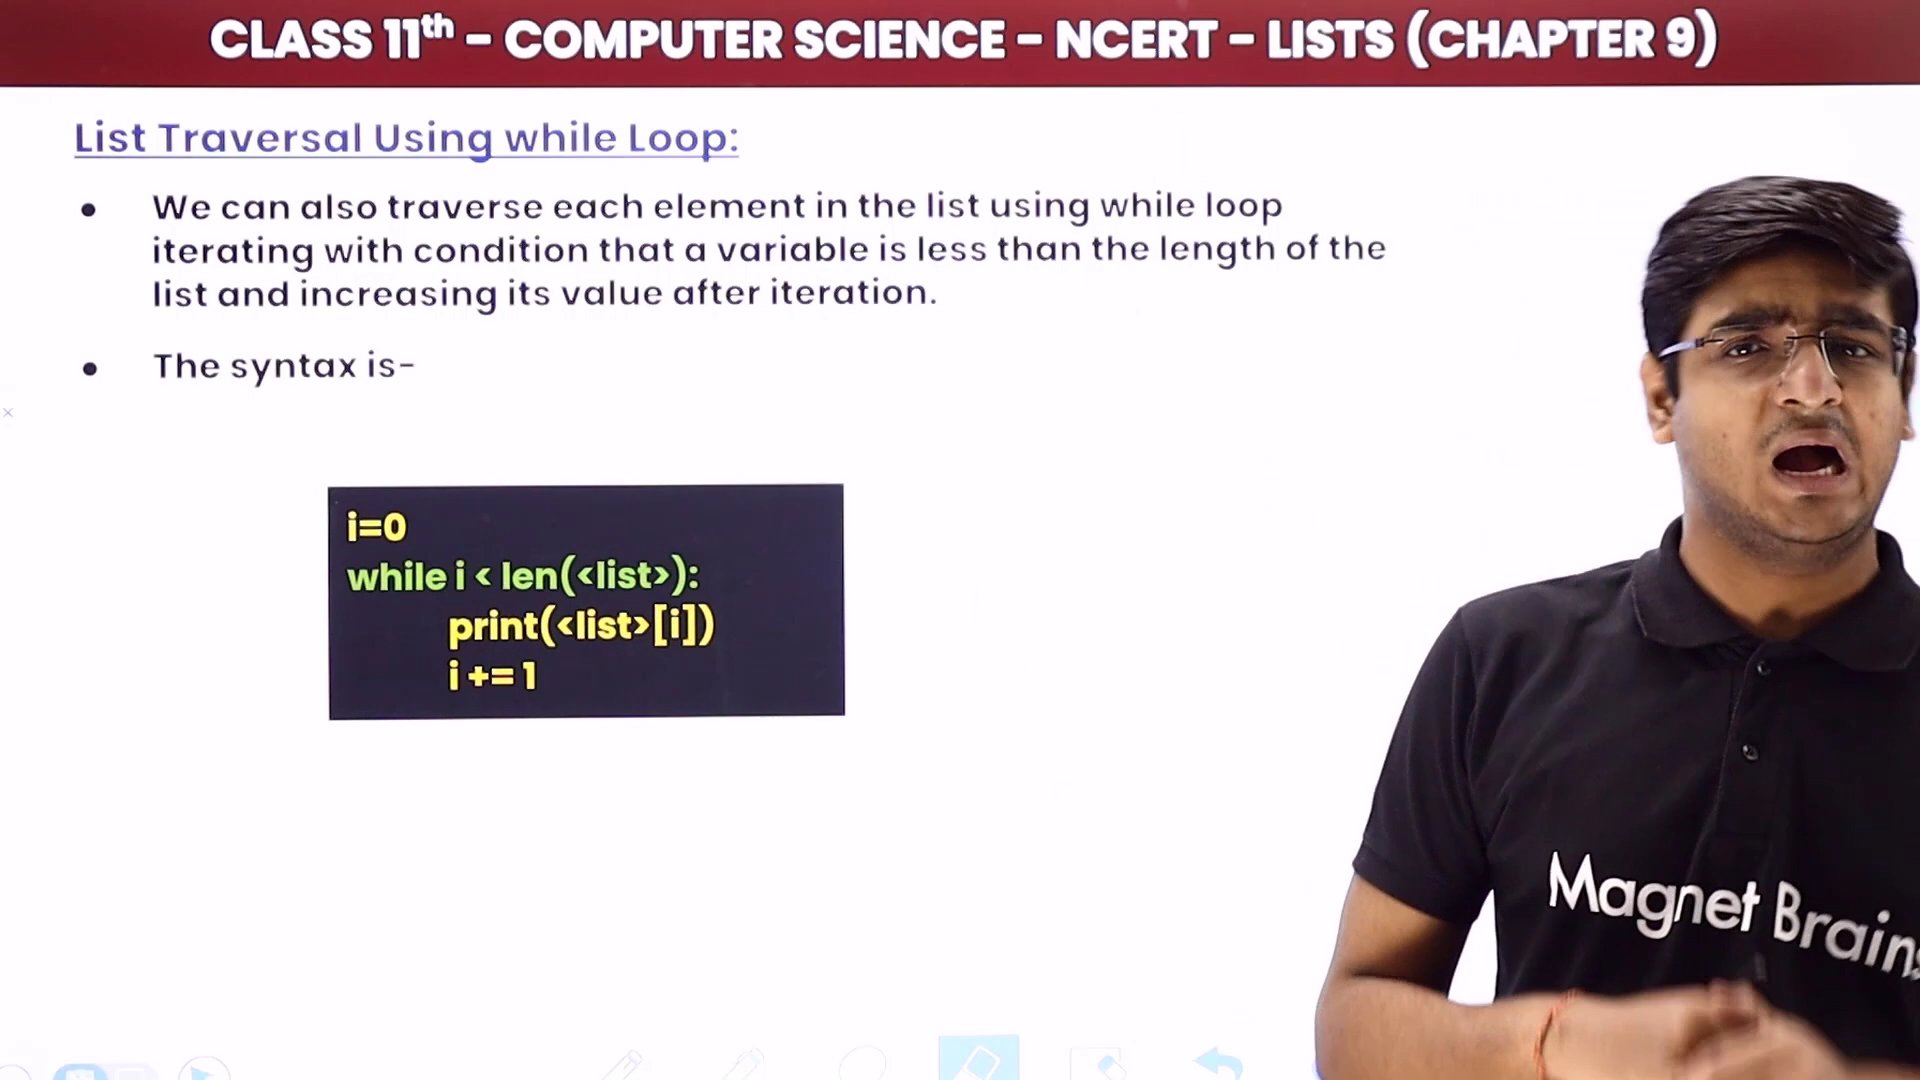 CLASS 11th - COMPUTER SCIENCE - NCERT - LISTS (CHAPTER 9)
List Traversal Using while Loop:
• We can also traverse each element in the list using while loop
iterating with condition that a variable is less than the length of the
list and increasing its value after iteration.
• The syntax is-
i=0
while i < len(<list>):
print(<list>[i])
i += 1
Magnet Brains